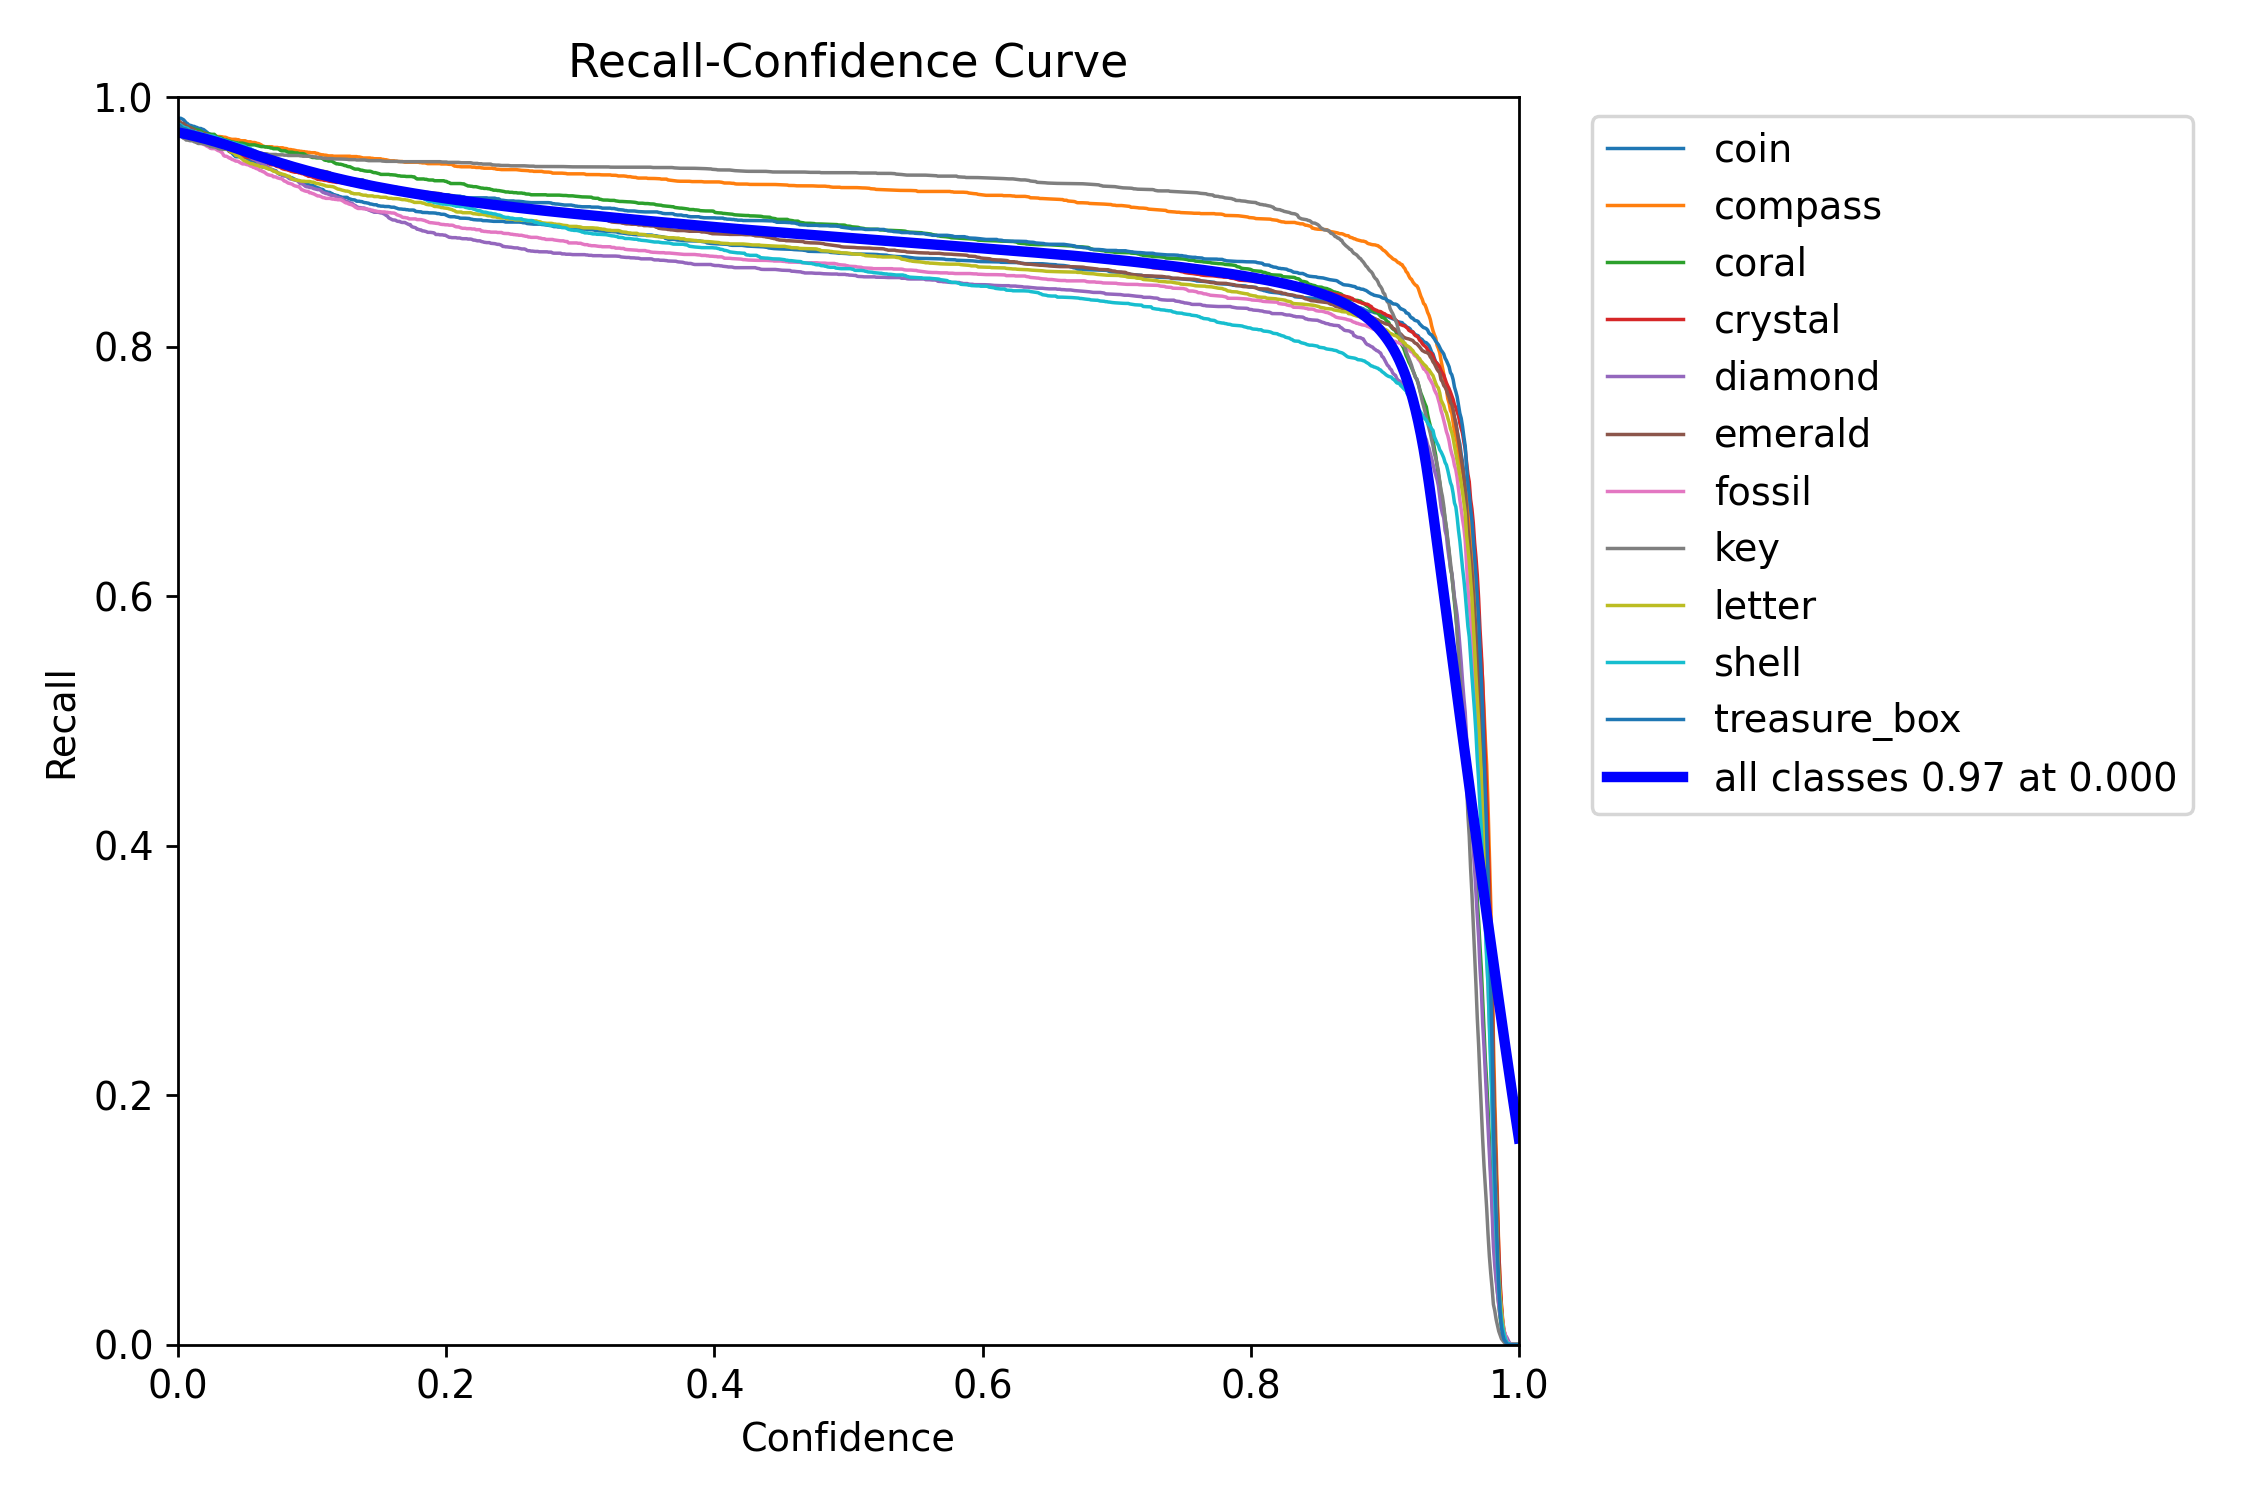 Recall-Confidence Curve
1.0
0.8
0.6
0.4
0.2
0.0
Recall
0.0 0.2 0.4 0.6 0.8 1.0
Confidence
coin
compass
coral
crystal
diamond
emerald
fossil
key
letter
shell
treasure_box
all classes 0.97 at 0.000